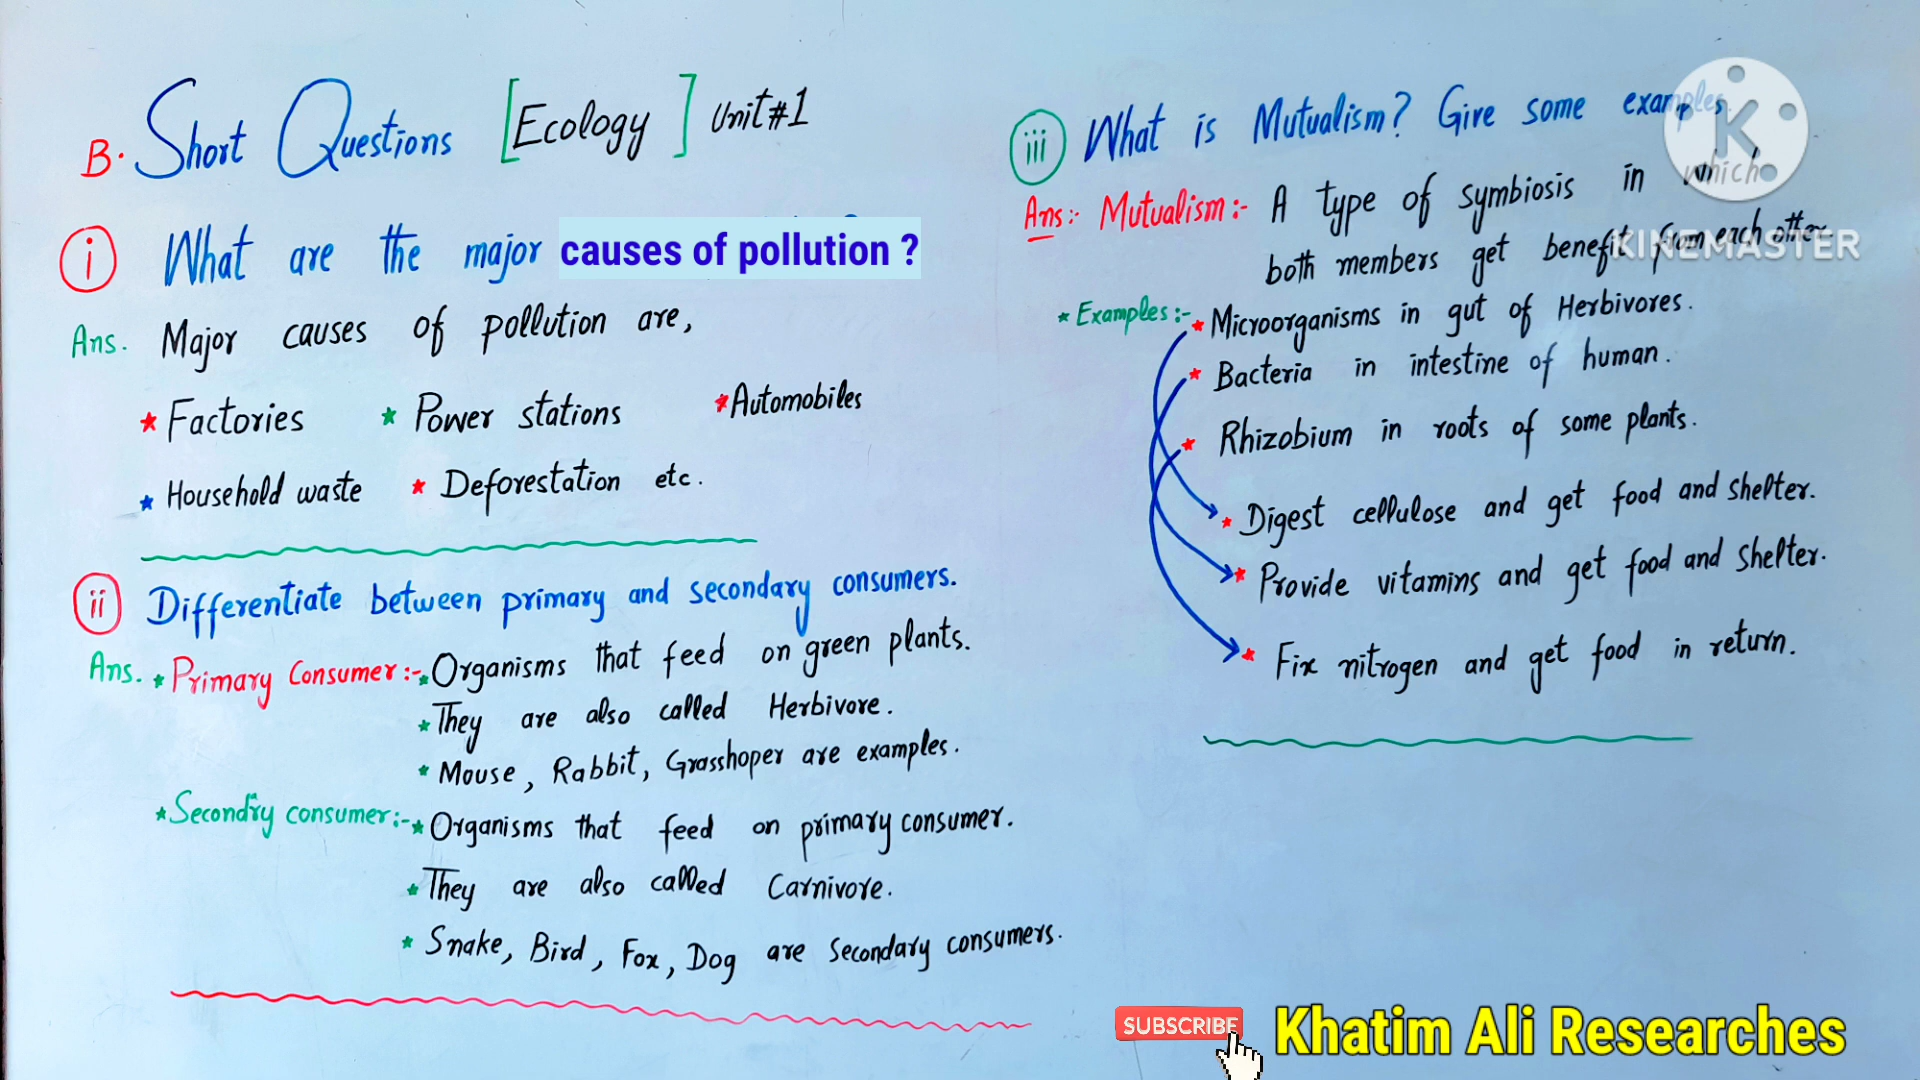 B. Short Questions [Ecology] Unit#1
i What are the major causes of pollution ?
Ans. Major causes of pollution are,
* Factories * Power stations * Automobiles
* Household waste * Deforestation etc.
ii Differentiate between primary and secondary consumers.
Ans. * Primary Consumer :- * Organisms that feed on green plants.
* They are also called Herbivore.
* Mouse, Rabbit, Grasshoper are examples.
* Secondry consumer :- * Organisms that feed on primary consumer.
* They are also called Carnivore.
* Snake, Bird, Fox, Dog are secondary consumers.
iii What is Mutualism? Give some examples.
Ans:- Mutualism:- A type of symbiosis in which
both members get benefit from each other.
* Examples:- * Microorganisms in gut of Herbivores.
* Bacteria in intestine of human.
* Rhizobium in roots of some plants.
* Digest cellulose and get food and shelter.
* Provide vitamins and get food and shelter.
* Fix nitrogen and get food in return.
K
KINEMASTER
SUBSCRIBE
Khatim Ali Researches